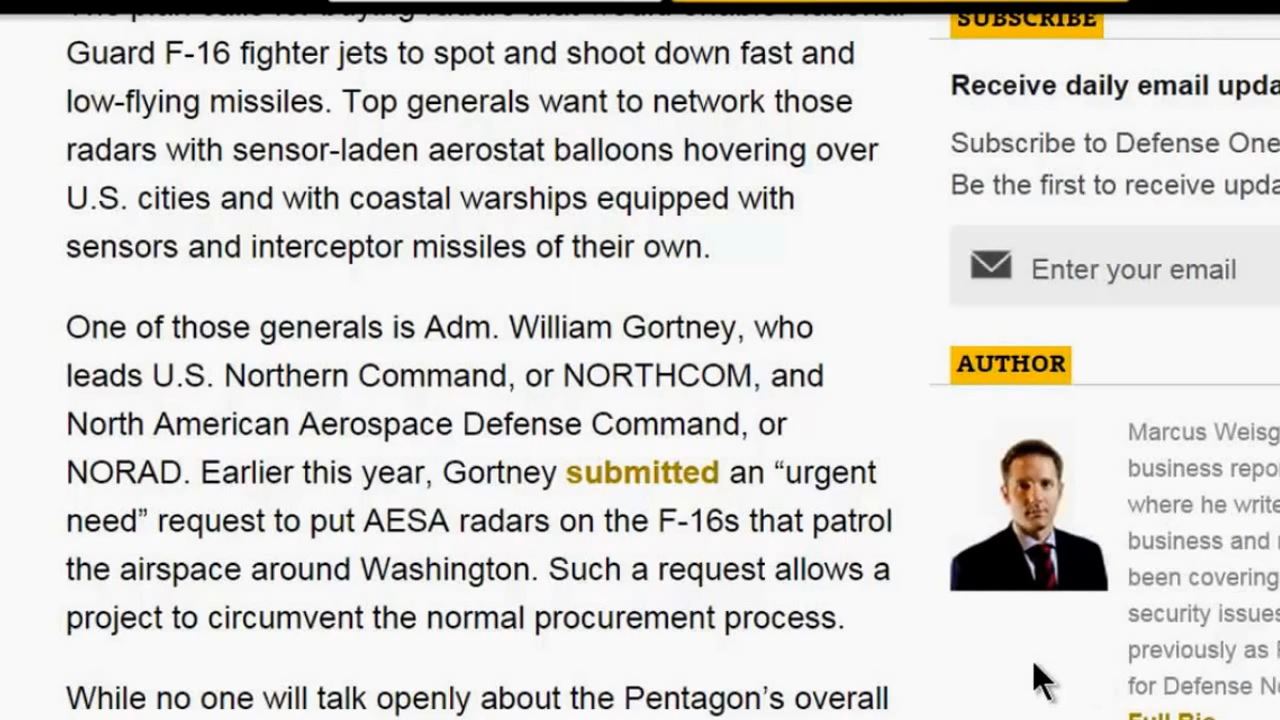 Guard F-16 fighter jets to spot and shoot down fast and
low-flying missiles. Top generals want to network those
radars with sensor-laden aerostat balloons hovering over
U.S. cities and with coastal warships equipped with
sensors and interceptor missiles of their own.
One of those generals is Adm. William Gortney, who
leads U.S. Northern Command, or NORTHCOM, and
North American Aerospace Defense Command, or
NORAD. Earlier this year, Gortney submitted an “urgent
need” request to put AESA radars on the F-16s that patrol
the airspace around Washington. Such a request allows a
project to circumvent the normal procurement process.
While no one will talk openly about the Pentagon’s overall
SUBSCRIBE
Receive daily email upda
Subscribe to Defense One
Be the first to receive upda
Enter your email
AUTHOR
Marcus Weisg
business repo
where he write
business and
been covering
security issues
previously as
for Defense Ne
Full Bio